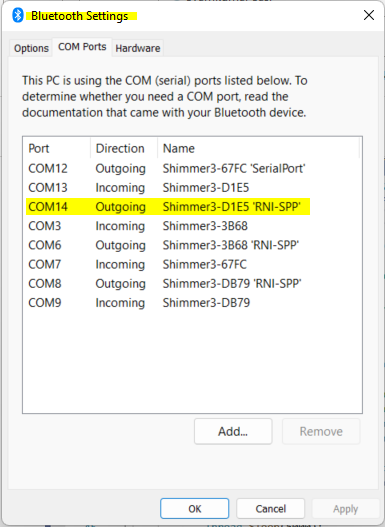 Bluetooth Settings
Options COM Ports Hardware
This PC is using the COM (serial) ports listed below. To
determine whether you need a COM port, read the
documentation that came with your Bluetooth device.
Port Direction Name
COM12 Outgoing Shimmer3-67FC 'SerialPort'
COM13 Incoming Shimmer3-D1E5
COM14 Outgoing Shimmer3-D1E5 'RNI-SPP'
COM3 Incoming Shimmer3-3B68
COM6 Outgoing Shimmer3-3B68 'RNI-SPP'
COM7 Incoming Shimmer3-67FC
COM8 Outgoing Shimmer3-DB79 'RNI-SPP'
COM9 Incoming Shimmer3-DB79
Add... Remove
OK Cancel Apply